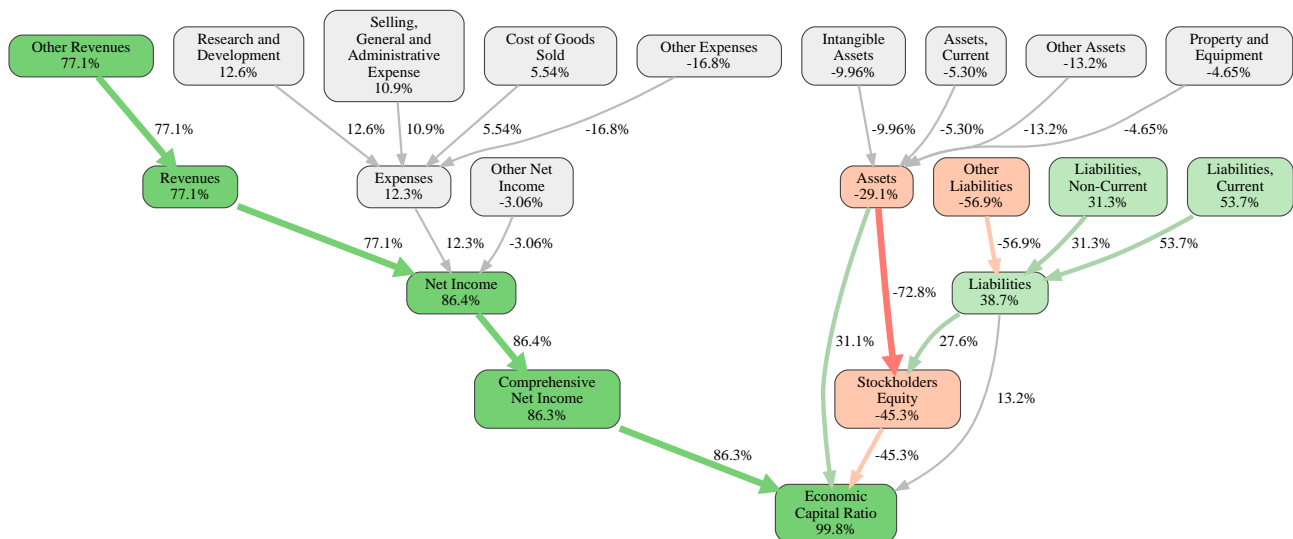 Other Revenues
77.1%
Research and
Development
12.6%
Selling,
General and
Administrative
Expense
10.9%
Cost of Goods
Sold
5.54%
Other Expenses
-16.8%
Intangible
Assets
-9.96%
Assets,
Current
-5.30%
Other Assets
-13.2%
Property and
Equipment
-4.65%
77.1%
12.6%
10.9%
5.54%
-16.8%
-9.96%
-5.30%
-13.2%
-4.65%
Revenues
77.1%
Expenses
12.3%
Other Net
Income
-3.06%
Assets
-29.1%
Other
Liabilities
-56.9%
Liabilities,
Non-Current
31.3%
Liabilities,
Current
53.7%
77.1%
12.3%
-3.06%
-56.9%
31.3%
53.7%
Net Income
86.4%
-72.8%
Liabilities
38.7%
86.4%
31.1%
27.6%
Comprehensive
Net Income
86.3%
Stockholders
Equity
-45.3%
13.2%
86.3%
-45.3%
Economic
Capital Ratio
99.8%